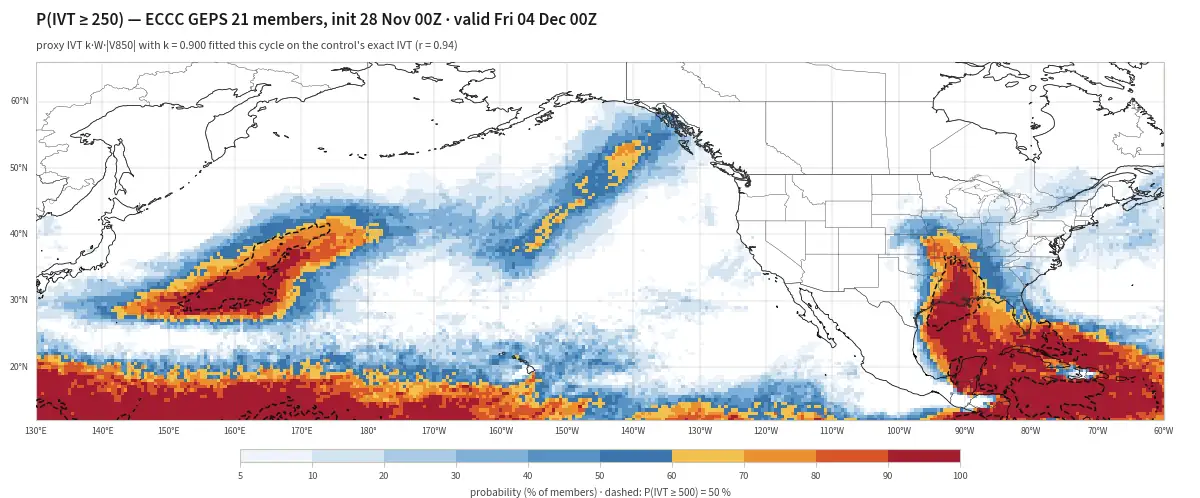 P(IVT ≥ 250) — ECCC GEPS 21 members, init 28 Nov 00Z · valid Fri 04 Dec 00Z
proxy IVT k·W·|V850| with k = 0.900 fitted this cycle on the control's exact IVT (r = 0.94)
60°N
50°N
40°N
30°N
20°N
130°E 140°E 150°E 160°E 170°E 180° 170°W 160°W 150°W 140°W 130°W 120°W 110°W 100°W 90°W 80°W 70°W 60°W
5 10 20 30 40 50 60 70 80 90 100
probability (% of members) · dashed: P(IVT ≥ 500) = 50 %